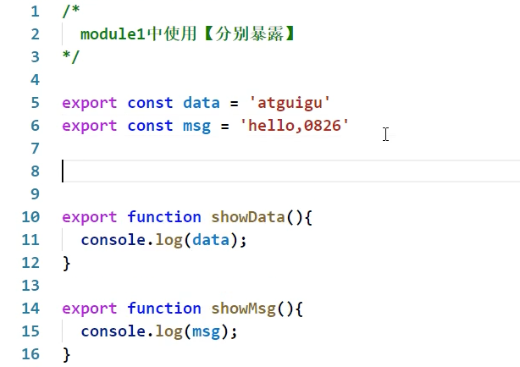 1 /*
2 module1中使用【分别暴露】
3 */
4
5 export const data = 'atguigu'
6 export const msg = 'hello,0826'
7
8
9
10 export function showData(){
11 console.log(data);
12 }
13
14 export function showMsg(){
15 console.log(msg);
16 }